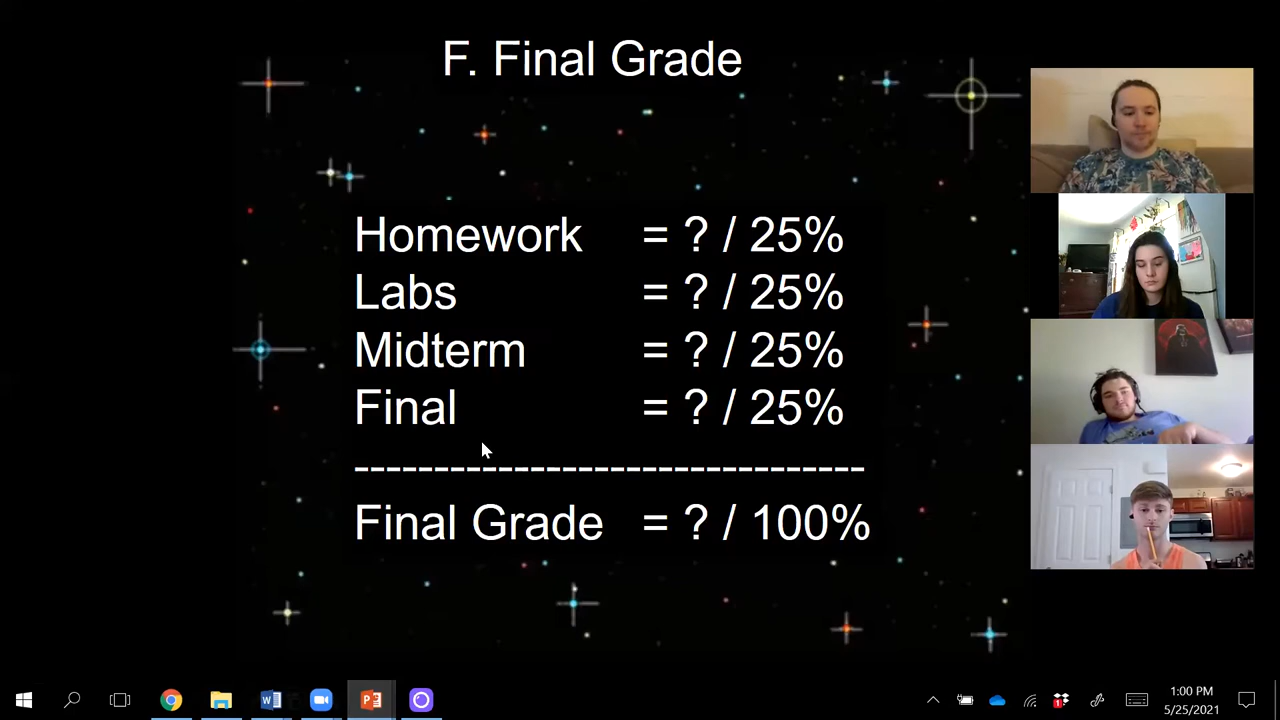 F. Final Grade
Homework = ? / 25%
Labs = ? / 25%
Midterm = ? / 25%
Final = ? / 25%
--------------------------------
Final Grade = ? / 100%
1:00 PM
5/25/2021